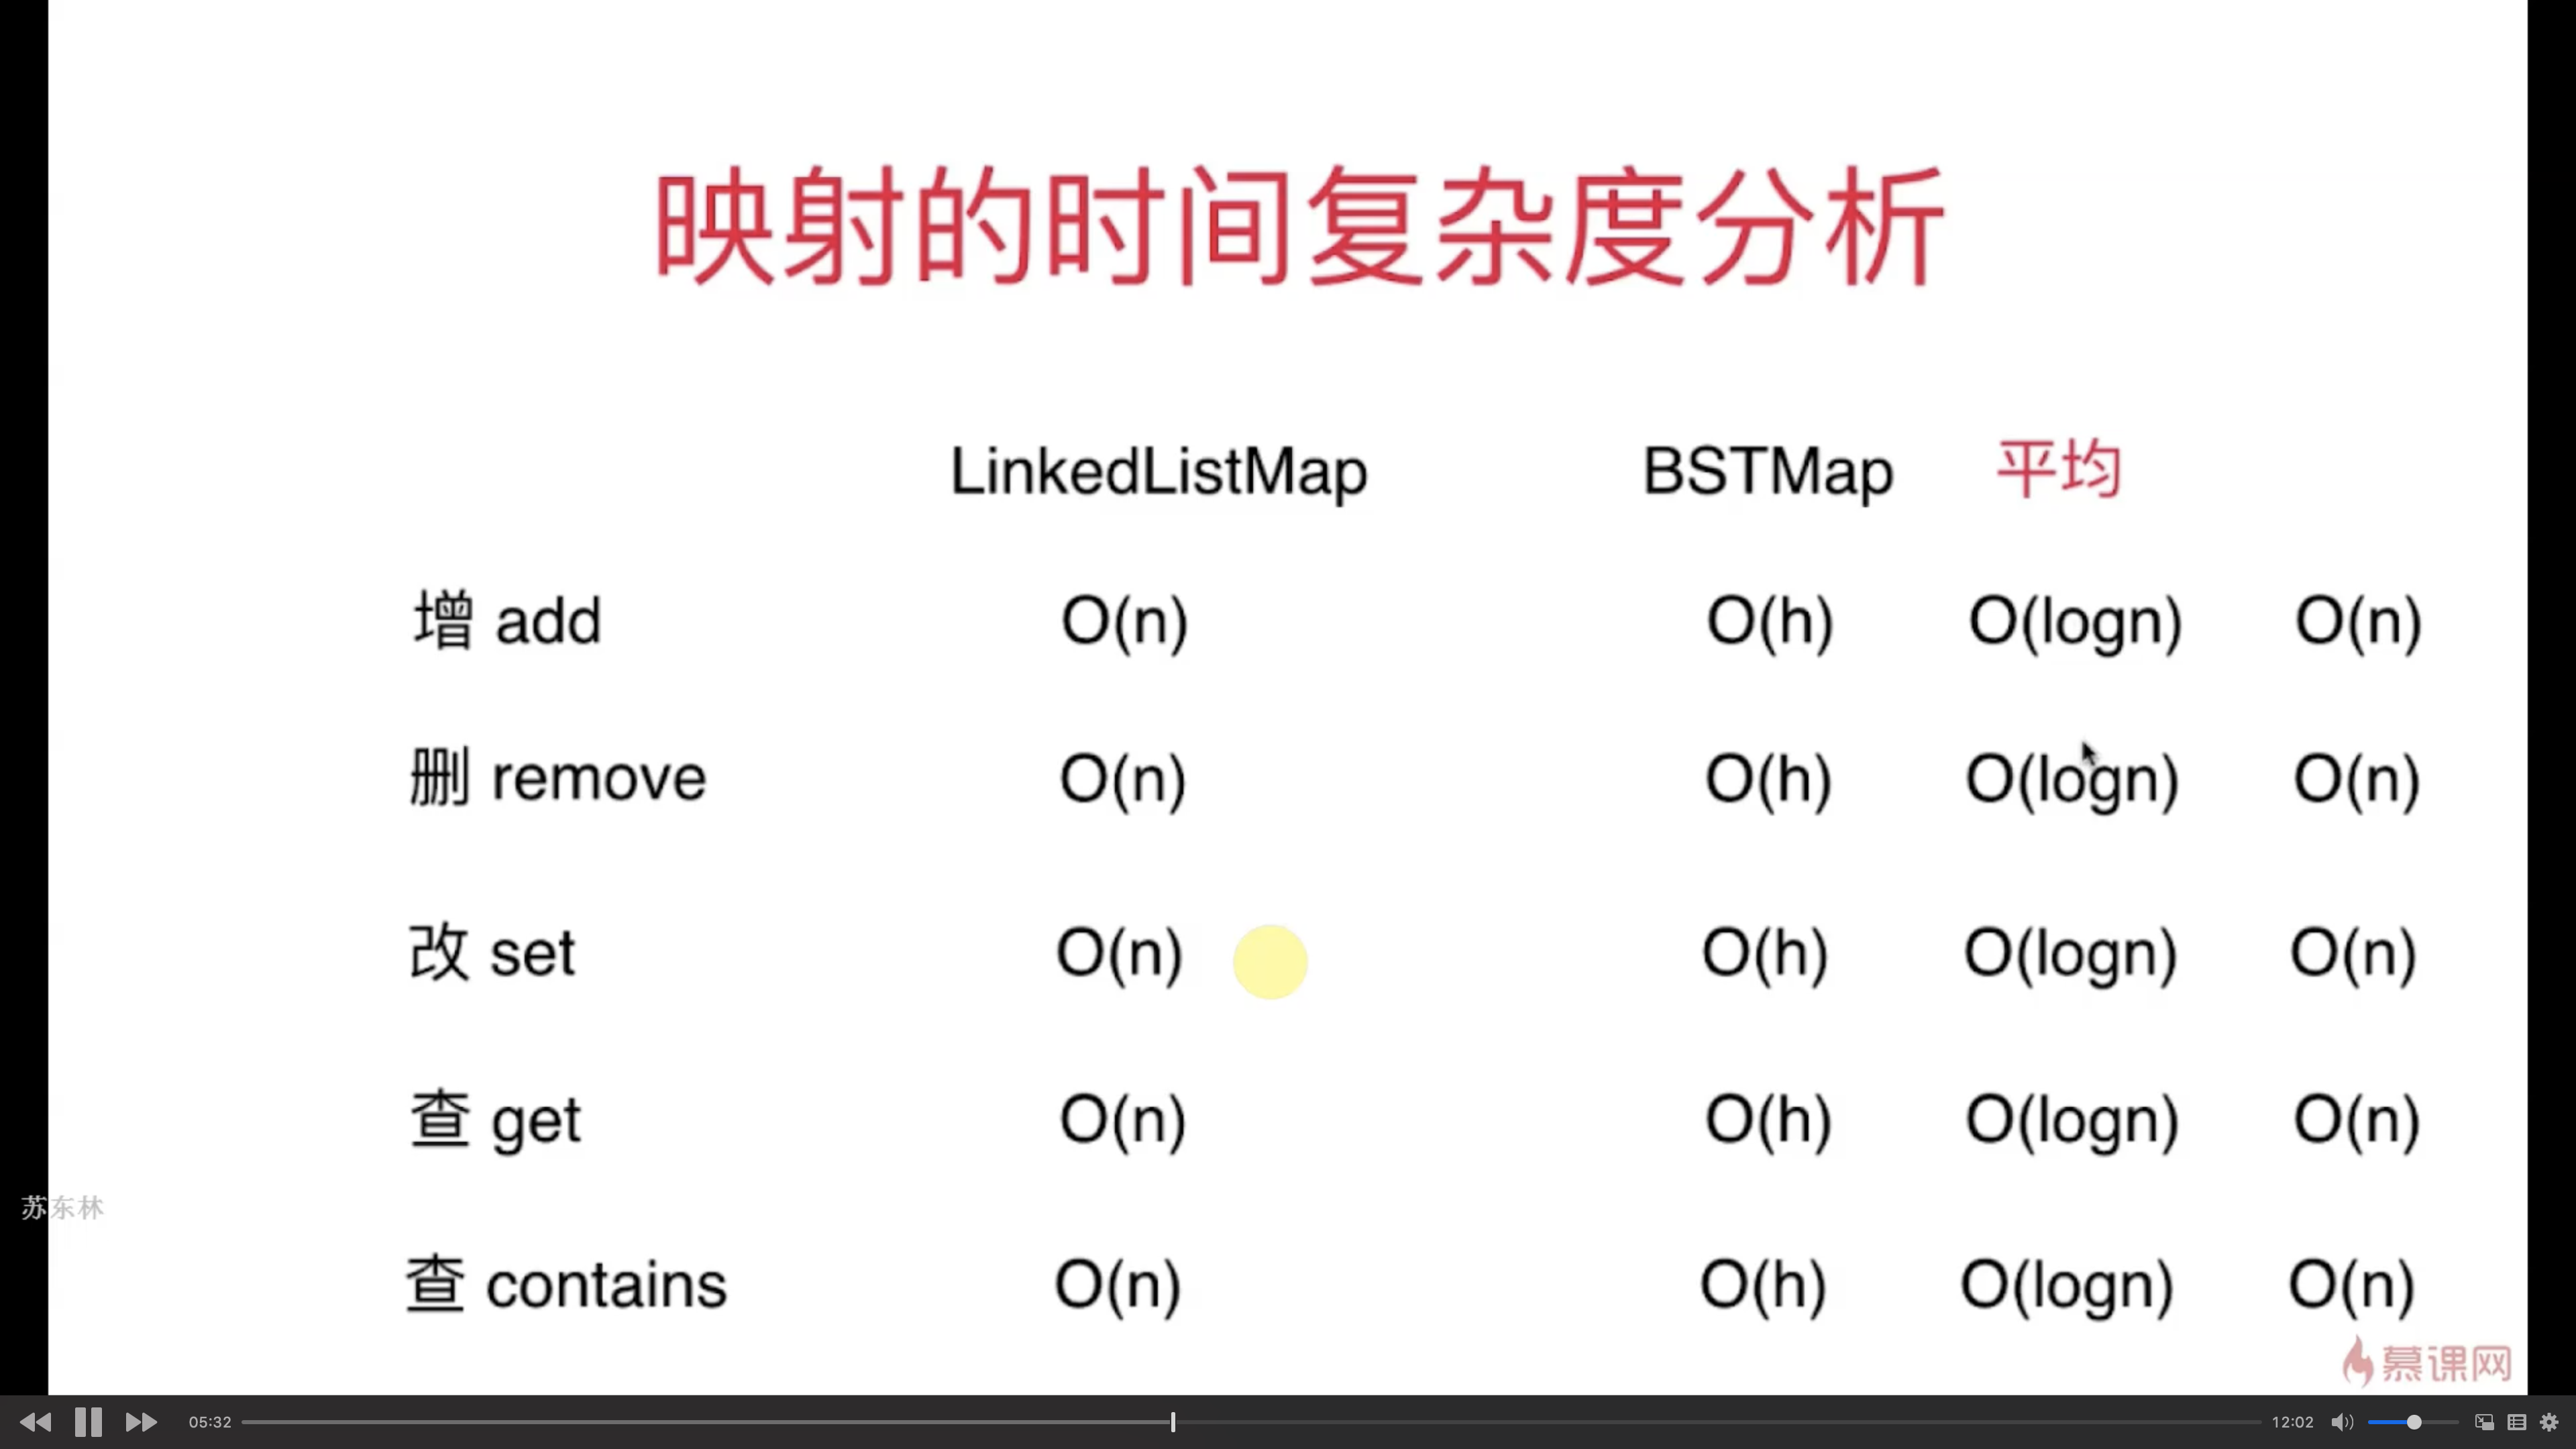 映射的时间复杂度分析
LinkedListMap BSTMap 平均
增 add O(n) O(h) O(logn) O(n)
删 remove O(n) O(h) O(logn) O(n)
改 set O(n) O(h) O(logn) O(n)
查 get O(n) O(h) O(logn) O(n)
苏东林
查 contains O(n) O(h) O(logn) O(n)
慕课网
05:32 12:02